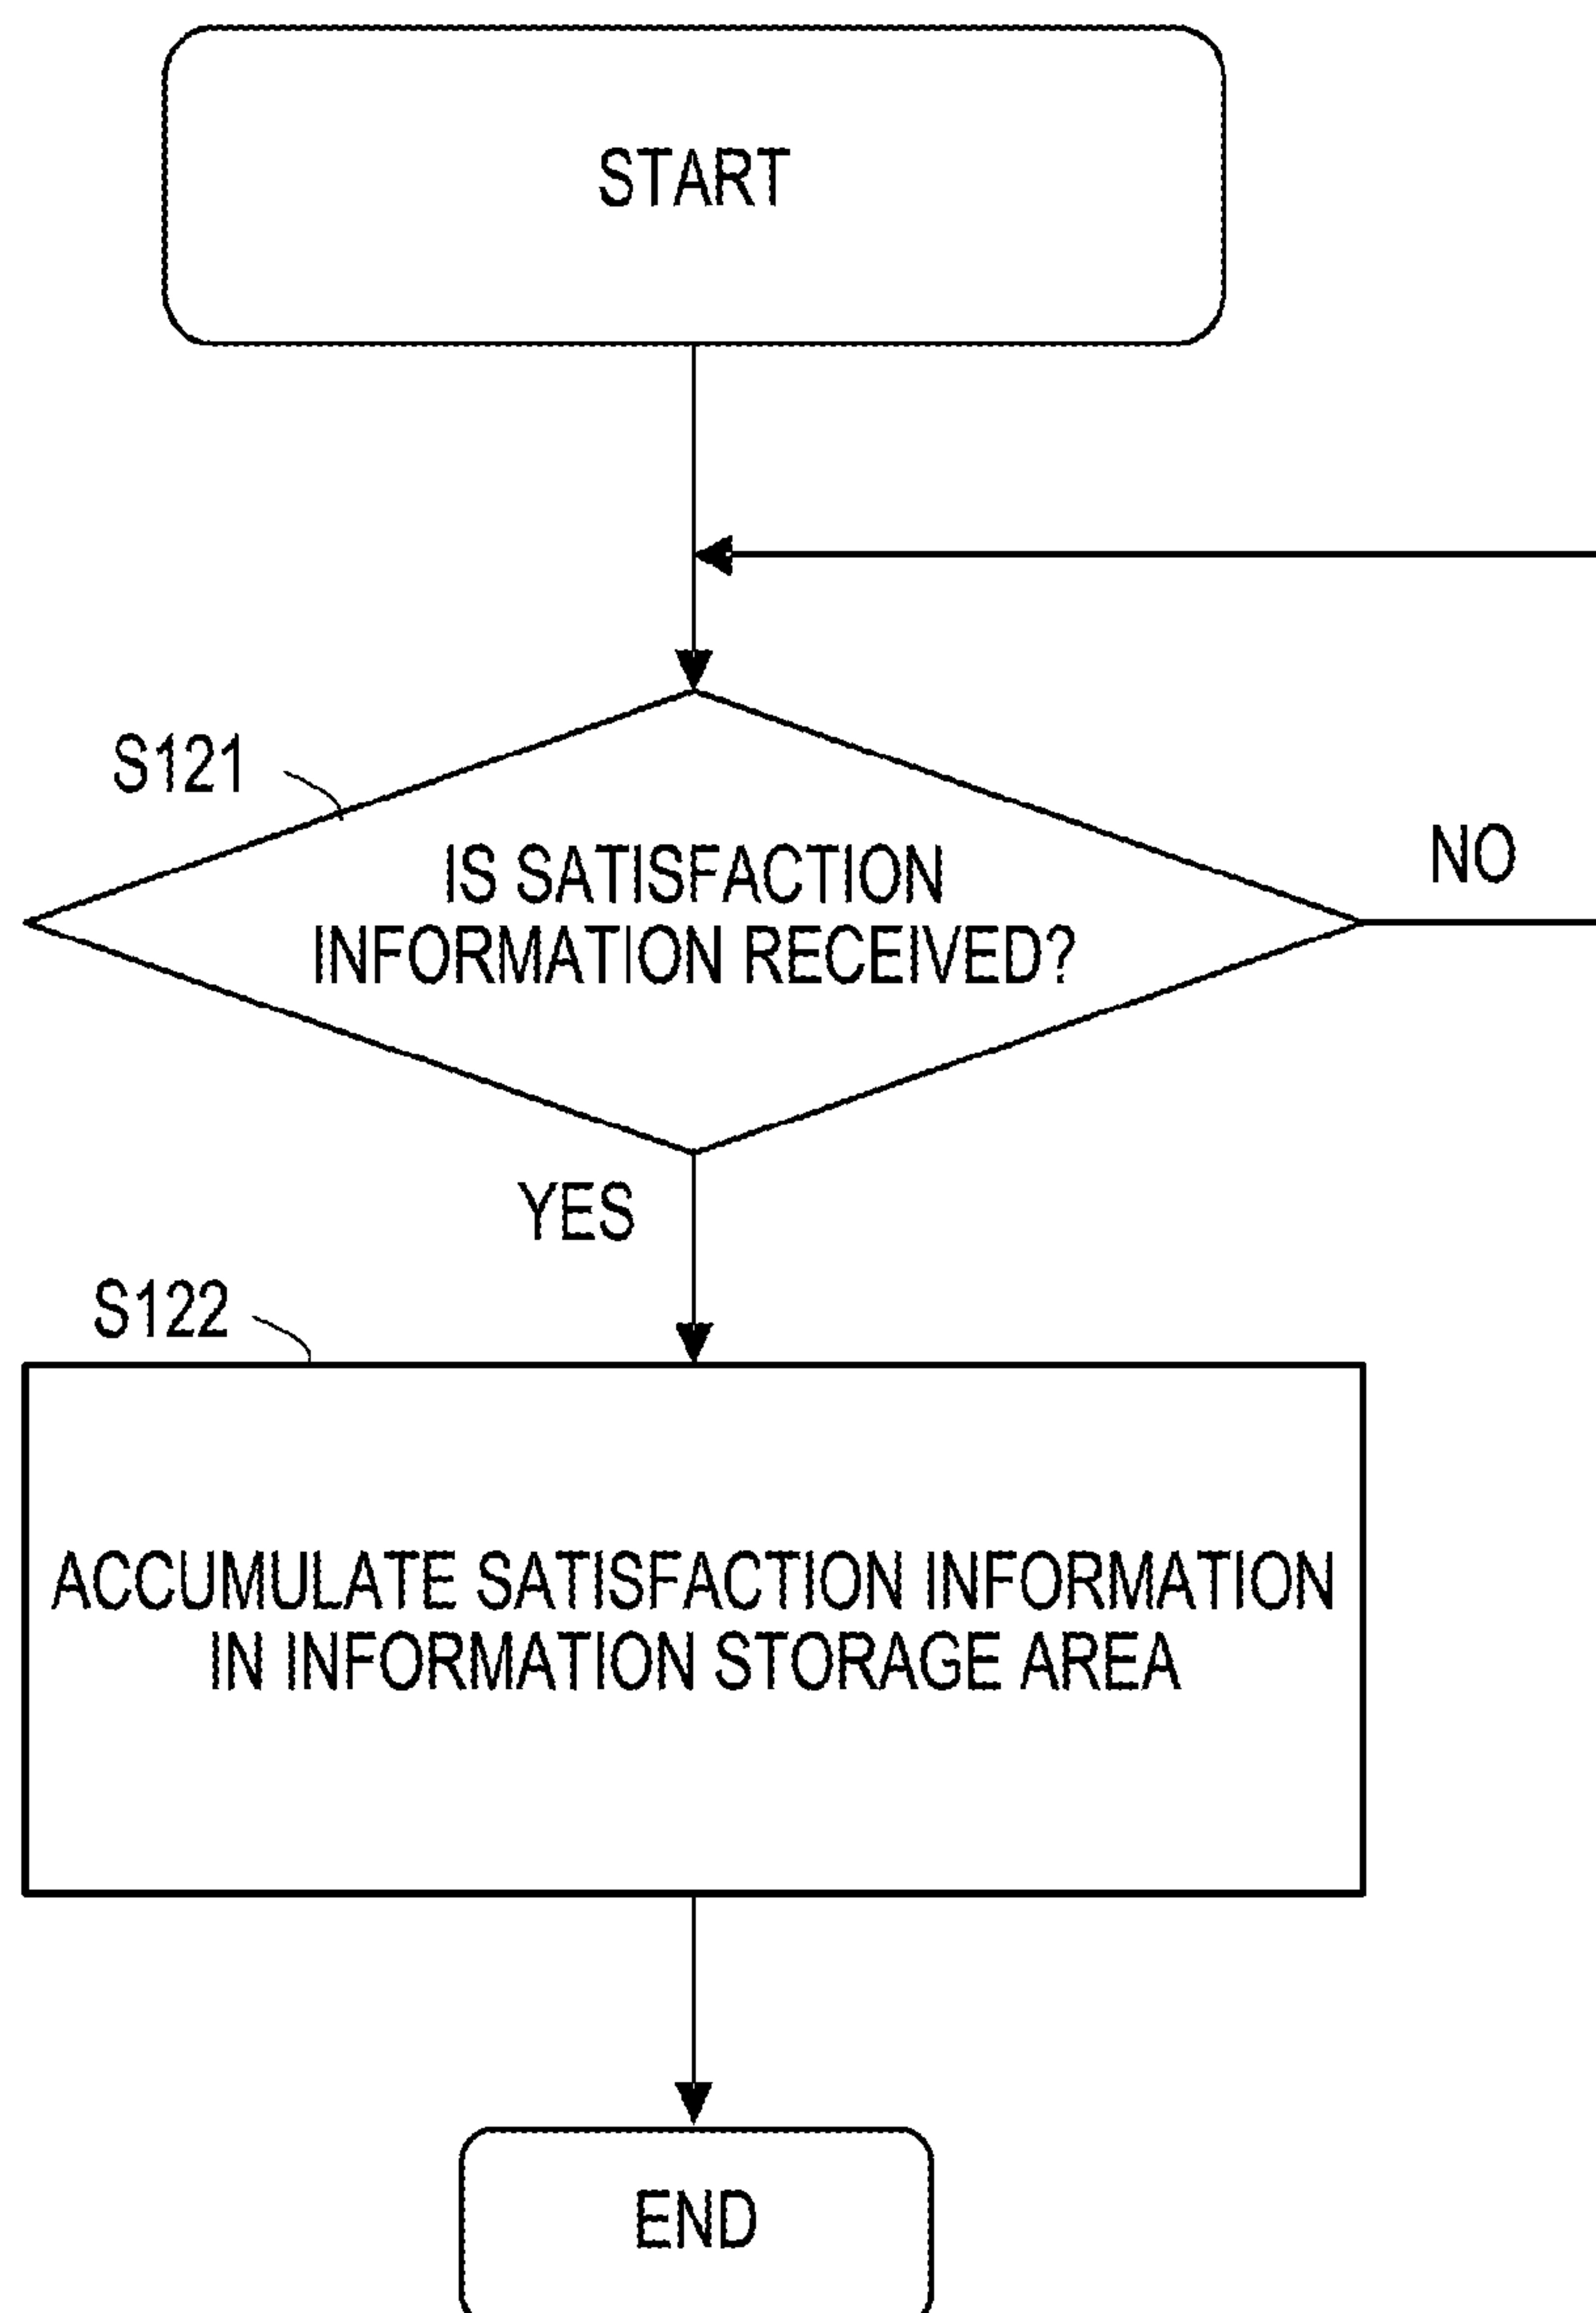 START
S121
IS SATISFACTION
INFORMATION RECEIVED?
NO
YES
S122
ACCUMULATE SATISFACTION INFORMATION
IN INFORMATION STORAGE AREA
END